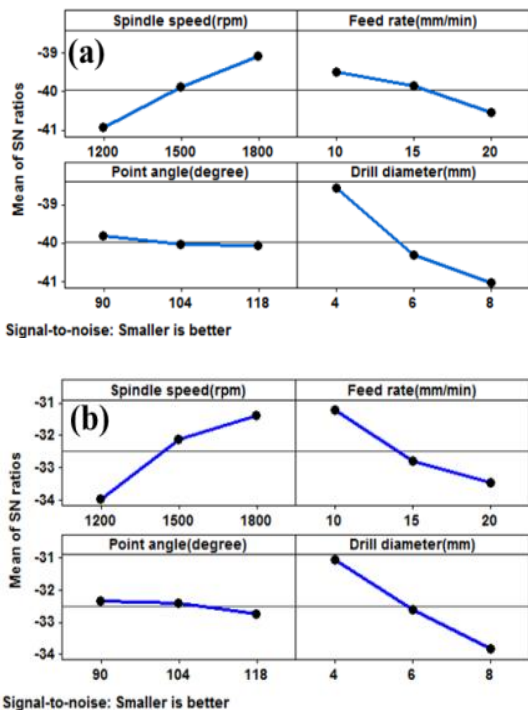 (a)
Spindle speed(rpm) Feed rate(mm/min)
-39
-40
-41
1200 1500 1800 10 15 20
Point angle(degree) Drill diameter(mm)
-39
-40
-41
90 104 118 4 6 8
Mean of SN ratios
Signal-to-noise: Smaller is better
(b)
Spindle speed(rpm) Feed rate(mm/min)
-31
-32
-33
-34
1200 1500 1800 10 15 20
Point angle(degree) Drill diameter(mm)
-31
-32
-33
-34
90 104 118 4 6 8
Mean of SN ratios
Signal-to-noise: Smaller is better